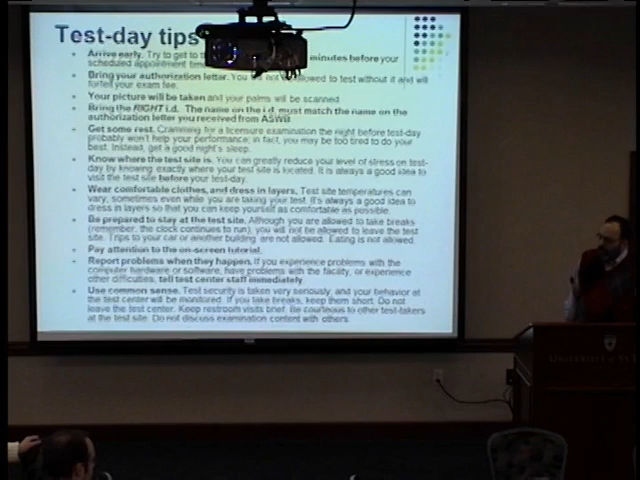 Test-day tips
Arrive early. Try to get to th minutes before your
scheduled appointment time
Bring your authorization letter. You will not be allowed to test without it and will
forfeit your exam fee.
Your picture will be taken and your palms will be scanned
Bring the RIGHT i.d. The name on the i.d. must match the name on the
authorization letter you received from ASWB
Get some rest. Cramming for a licensure examination the night before test-day
probably won't help your performance; in fact, you may be too tired to do your
best. Instead, get a good night's sleep.
Know where the test site is. You can greatly reduce your level of stress on test-
day by knowing exactly where your test site is located. It is always a good idea to
visit the test site before your test-day.
Wear comfortable clothes, and dress in layers. Test site temperatures can
vary, sometimes even while you are taking your test. It's always a good idea to
dress in layers so that you can keep yourself as comfortable as possible.
Be prepared to stay at the test site. Although you are allowed to take breaks
(remember, the clock continues to run), you will not be allowed to leave the test
site. Trips to your car or another building are not allowed. Eating is not allowed.
Pay attention to the on-screen tutorial.
Report problems when they happen. If you experience problems with the
computer hardware or software, have problems with the facility, or experience
other difficulties, tell test center staff immediately
Use common sense. Test security is taken very seriously, and your behavior at
the test center will be monitored. If you take breaks, keep them short. Do not
leave the test center. Keep restroom visits brief. Be courteous to other test-takers
at the test site. Do not discuss examination content with others.
UNIVERSITY of